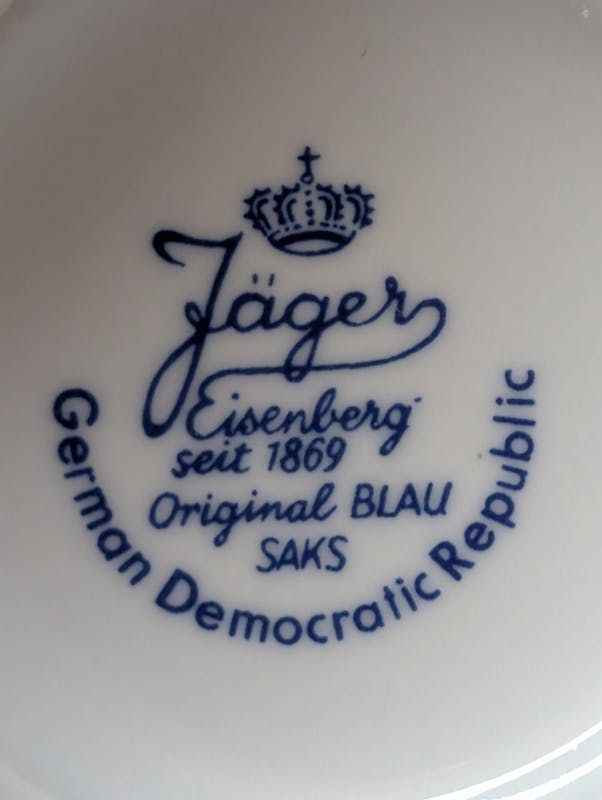 Jäger
Eisenberg
seit 1869
Original BLAU
SAKS
German Democratic Republic